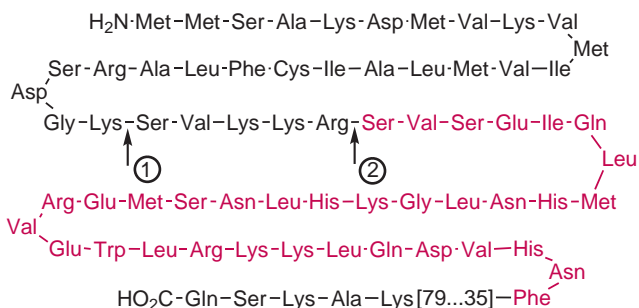 H₂N–Met–Met–Ser–Ala–Lys–Asp–Met–Val–Lys–Val
Met
Ser–Arg–Ala–Leu–Phe–Cys–Ile–Ala–Leu–Met–Val–Ile
Asp
Gly–Lys–Ser–Val–Lys–Lys–Arg–Ser–Val–Ser–Glu–Ile–Gln
① ②
Leu
Arg–Glu–Met–Ser–Asn–Leu–His–Lys–Gly–Leu–Asn–His–Met
Val
Glu–Trp–Leu–Arg–Lys–Lys–Leu–Gln–Asp–Val–His
Asn
HO₂C–Gln–Ser–Lys–Ala–Lys[79...35]–Phe